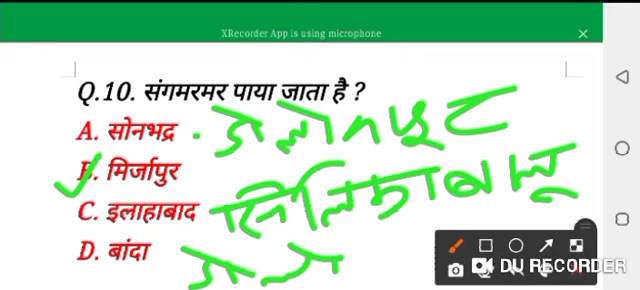 XRecorder App is using microphone
Q.10. संगमरमर पाया जाता है ?
A. सोनभद्र
B. मिर्जापुर
C. इलाहाबाद
D. बांदा
सिलिका बालू
DU RECORDER